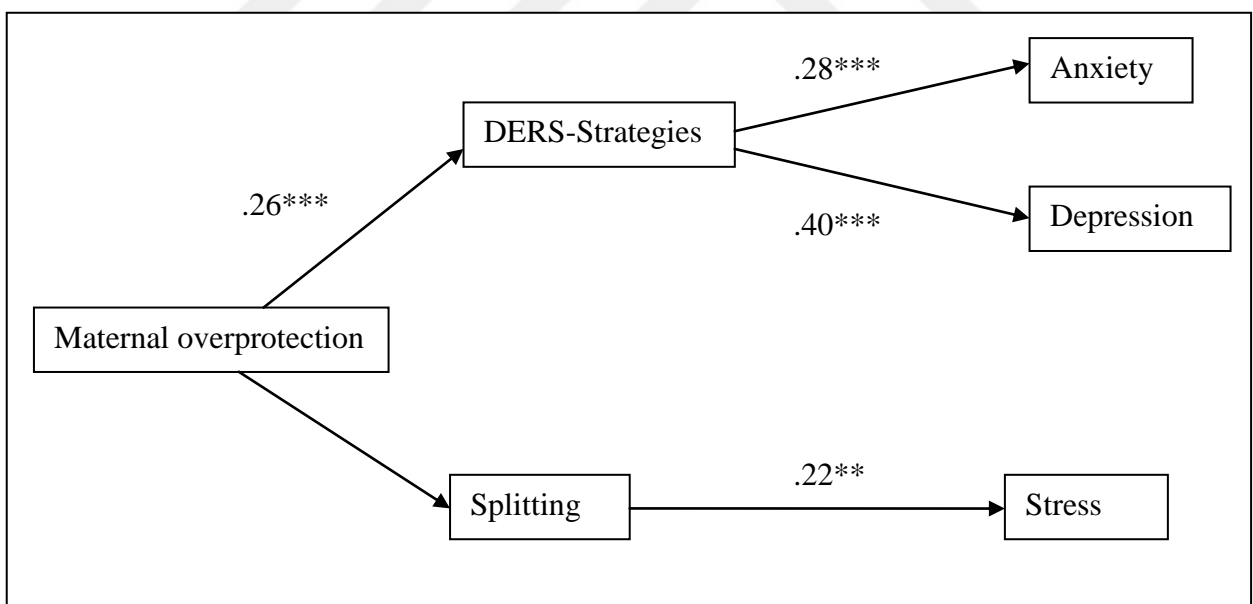 .28***
Anxiety
DERS-Strategies
.26***
.40***
Depression
Maternal overprotection
.22**
Splitting
Stress